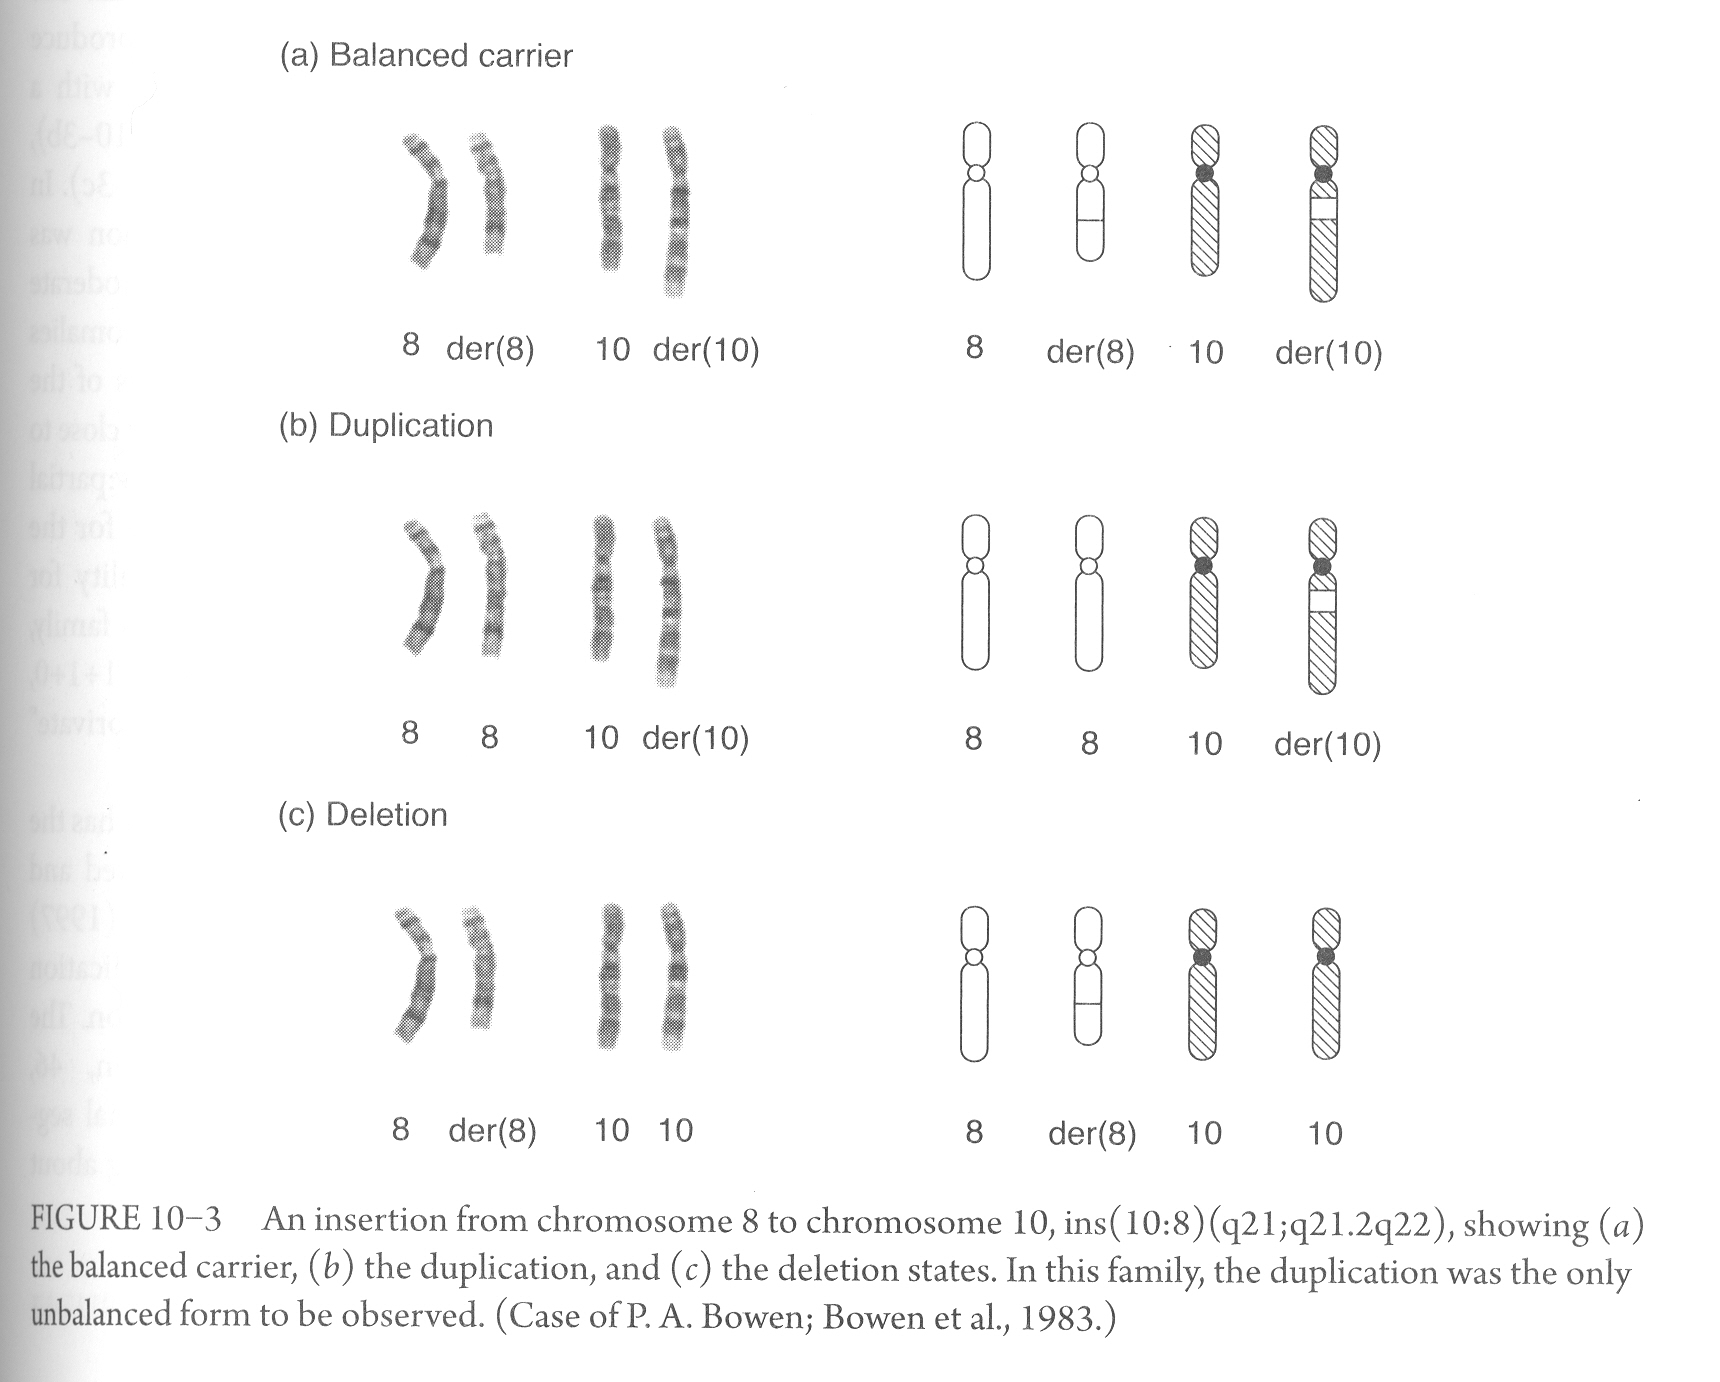 (a) Balanced carrier
8 der(8) 10 der(10) 8 der(8) 10 der(10)
(b) Duplication
8 8 10 der(10) 8 8 10 der(10)
(c) Deletion
8 der(8) 10 10 8 der(8) 10 10
FIGURE 10–3 An insertion from chromosome 8 to chromosome 10, ins(10:8)(q21;q21.2q22), showing (a)
the balanced carrier, (b) the duplication, and (c) the deletion states. In this family, the duplication was the only
unbalanced form to be observed. (Case of P. A. Bowen; Bowen et al., 1983.)